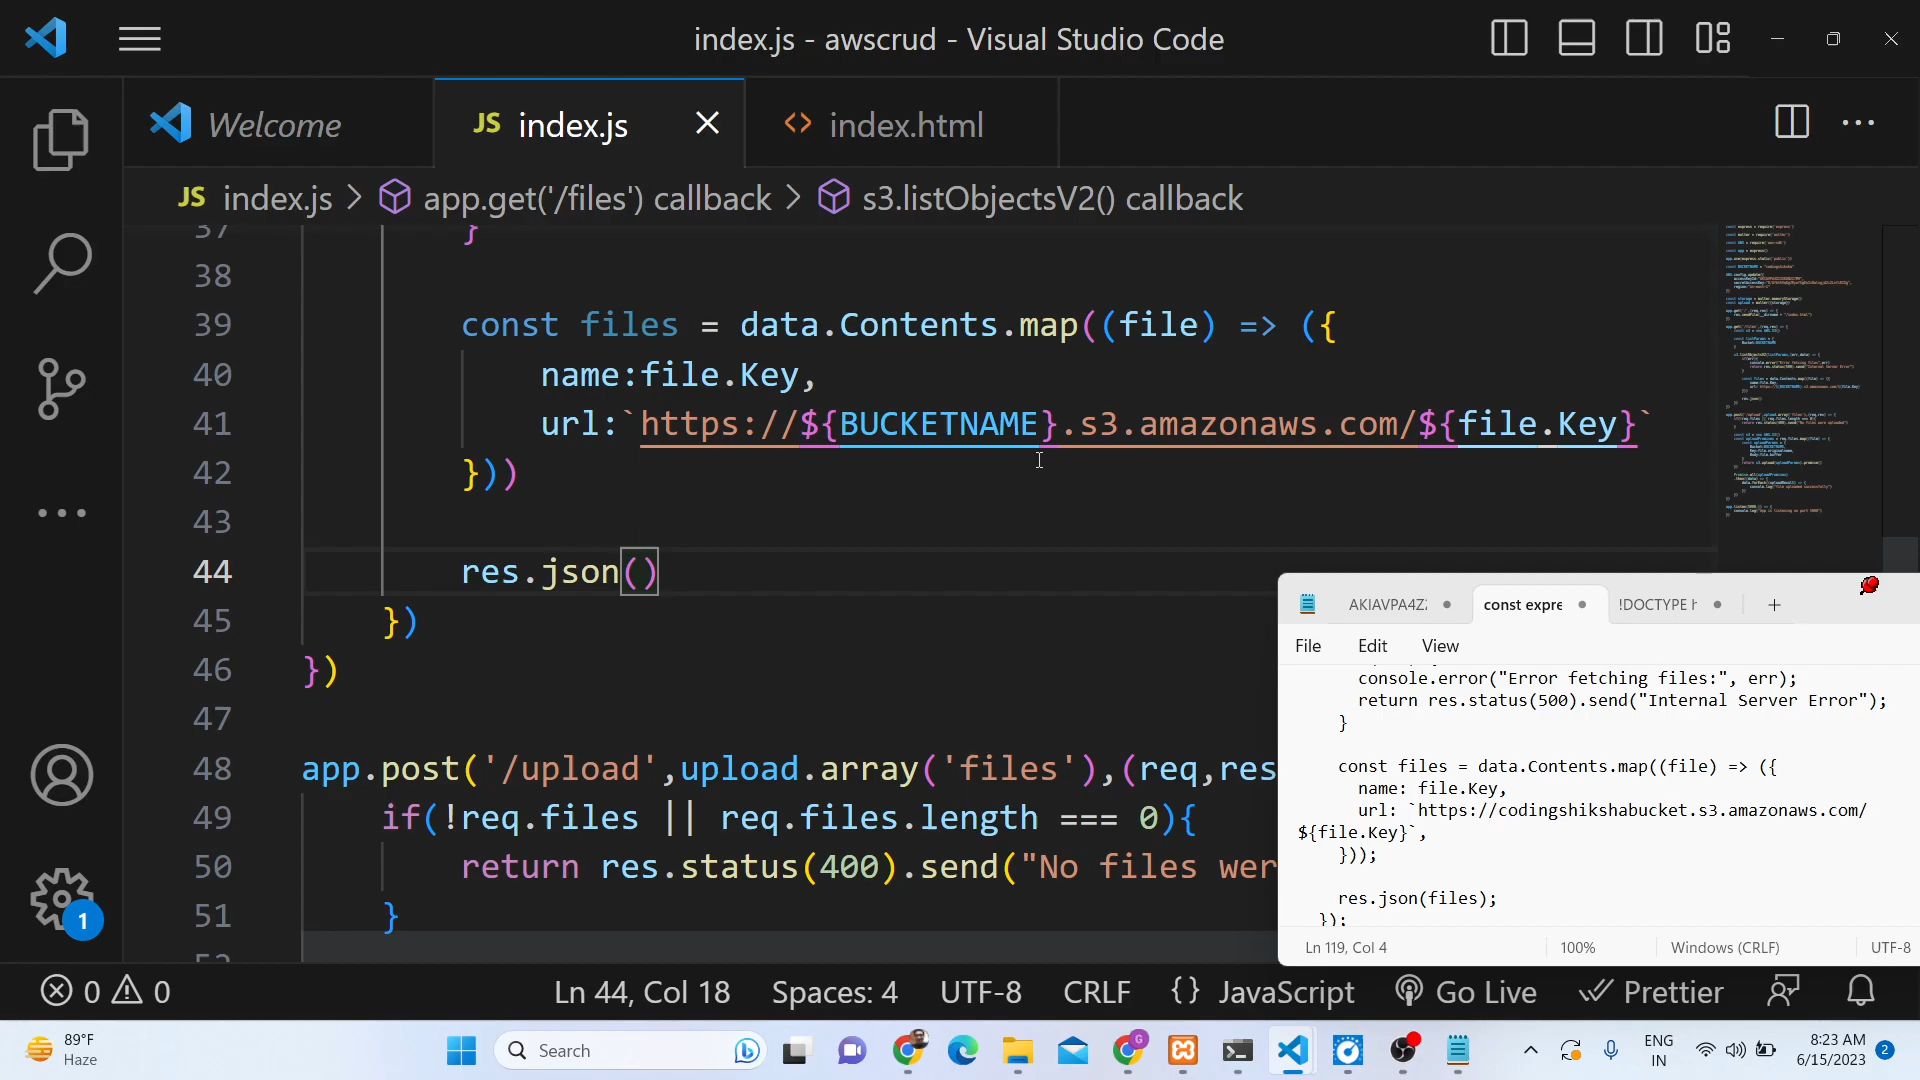 index.js - awscrud - Visual Studio Code
Welcome
JS index.js
<> index.html
JS index.js > app.get('/files') callback > s3.listObjectsV2() callback
37 }
38
39 const files = data.Contents.map((file) => ({
40 name:file.Key,
41 url:`https://${BUCKETNAME}.s3.amazonaws.com/${file.Key}`
42 }))
43
44 res.json()
45 })
46 })
47
48 app.post('/upload',upload.array('files'),(req,res
49 if(!req.files || req.files.length === 0){
50 return res.status(400).send("No files wer
51 }
AKIAVPA4Z
const expre
!DOCTYPE h
File Edit View
console.error("Error fetching files:", err);
return res.status(500).send("Internal Server Error");
}
const files = data.Contents.map((file) => ({
name: file.Key,
url: `https://codingshikshabucket.s3.amazonaws.com/
${file.Key}`,
}));
res.json(files);
});
Ln 119, Col 4
100%
Windows (CRLF)
UTF-8
1
0 0
Ln 44, Col 18
Spaces: 4
UTF-8
CRLF
{} JavaScript
Go Live
Prettier
89°F
Haze
Search
ENG
IN
8:23 AM
6/15/2023
2